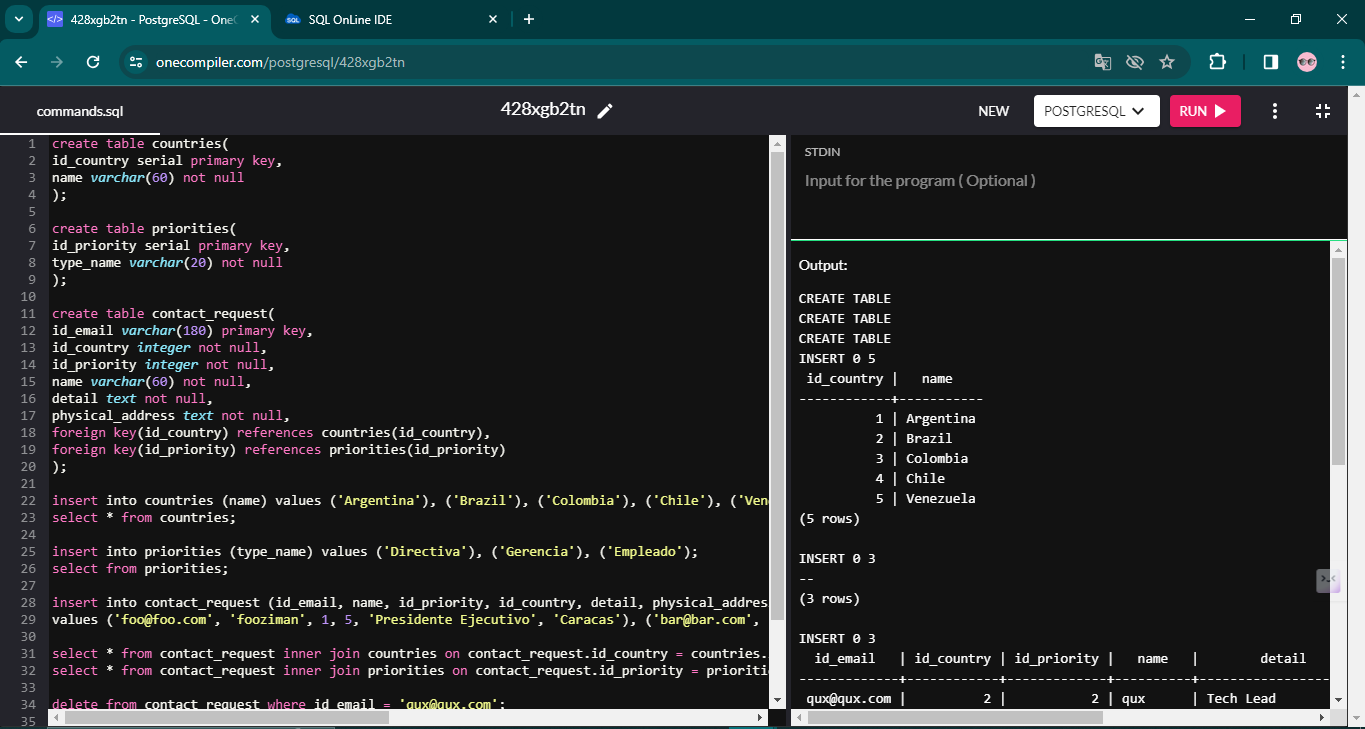 428xgb2tn - PostgreSQL - One
SQL OnLine IDE
onecompiler.com/postgresql/428xgb2tn
commands.sql
428xgb2tn
NEW
POSTGRESQL
RUN
1 create table countries(
2 id_country serial primary key,
3 name varchar(60) not null
4 );
5
6 create table priorities(
7 id_priority serial primary key,
8 type_name varchar(20) not null
9 );
10
11 create table contact_request(
12 id_email varchar(180) primary key,
13 id_country integer not null,
14 id_priority integer not null,
15 name varchar(60) not null,
16 detail text not null,
17 physical_address text not null,
18 foreign key(id_country) references countries(id_country),
19 foreign key(id_priority) references priorities(id_priority)
20 );
21
22 insert into countries (name) values ('Argentina'), ('Brazil'), ('Colombia'), ('Chile'), ('Ven
23 select * from countries;
24
25 insert into priorities (type_name) values ('Directiva'), ('Gerencia'), ('Empleado');
26 select from priorities;
27
28 insert into contact_request (id_email, name, id_priority, id_country, detail, physical_addres
29 values ('foo@foo.com', 'fooziman', 1, 5, 'Presidente Ejecutivo', 'Caracas'), ('bar@bar.com',
30
31 select * from contact_request inner join countries on contact_request.id_country = countries.
32 select * from contact_request inner join priorities on contact_request.id_priority = prioriti
33
34 delete from contact_request where id_email = 'qux@qux.com';
35
STDIN
Input for the program ( Optional )
Output:
CREATE TABLE
CREATE TABLE
CREATE TABLE
INSERT 0 5
id_country | name
------------+-----------
1 | Argentina
2 | Brazil
3 | Colombia
4 | Chile
5 | Venezuela
(5 rows)
INSERT 0 3
--
(3 rows)
INSERT 0 3
id_email | id_country | id_priority | name | detail
-------------+------------+-------------+----------+-----------------
qux@qux.com | 2 | 2 | qux | Tech Lead